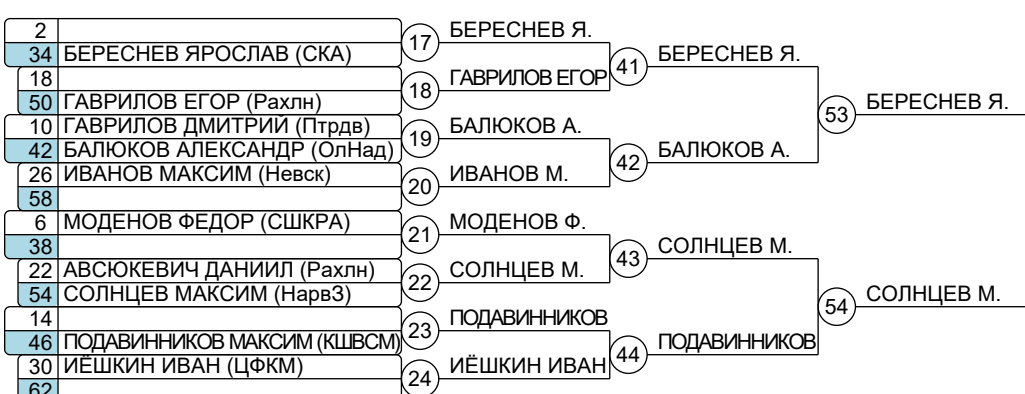 2
34 БЕРЕСНЕВ ЯРОСЛАВ (СКА)
18
50 ГАВРИЛОВ ЕГОР (Рахлн)
10 ГАВРИЛОВ ДМИТРИЙ (Птрдв)
42 БАЛЮКОВ АЛЕКСАНДР (ОлНад)
26 ИВАНОВ МАКСИМ (Невск)
58
6 МОДЕНОВ ФЕДОР (СШКРА)
38
22 АВСЮКЕВИЧ ДАНИИЛ (Рахлн)
54 СОЛНЦЕВ МАКСИМ (НарвЗ)
14
46 ПОДАВИННИКОВ МАКСИМ (КШВСМ)
30 ИЁШКИН ИВАН (ЦФКМ)
62
17 БЕРЕСНЕВ Я.
18 ГАВРИЛОВ ЕГОР
19 БАЛЮКОВ А.
20 ИВАНОВ М.
21 МОДЕНОВ Ф.
22 СОЛНЦЕВ М.
23 ПОДАВИННИКОВ
24 ИЁШКИН ИВАН
41 БЕРЕСНЕВ Я.
42 БАЛЮКОВ А.
43 СОЛНЦЕВ М.
44 ПОДАВИННИКОВ
53 БЕРЕСНЕВ Я.
54 СОЛНЦЕВ М.